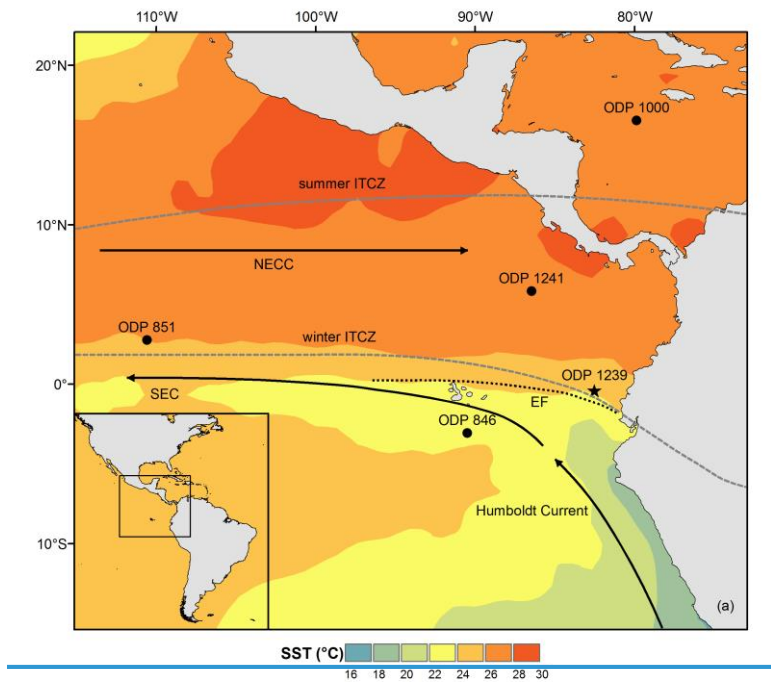 110°W 100°W 90°W 80°W
20°N
ODP 1000
summer ITCZ
10°N
NECC
ODP 1241
ODP 851
winter ITCZ
ODP 1239
0°
SEC
EF
ODP 846
Humboldt Current
10°S
(a)
SST (°C)
16 18 20 22 24 26 28 30